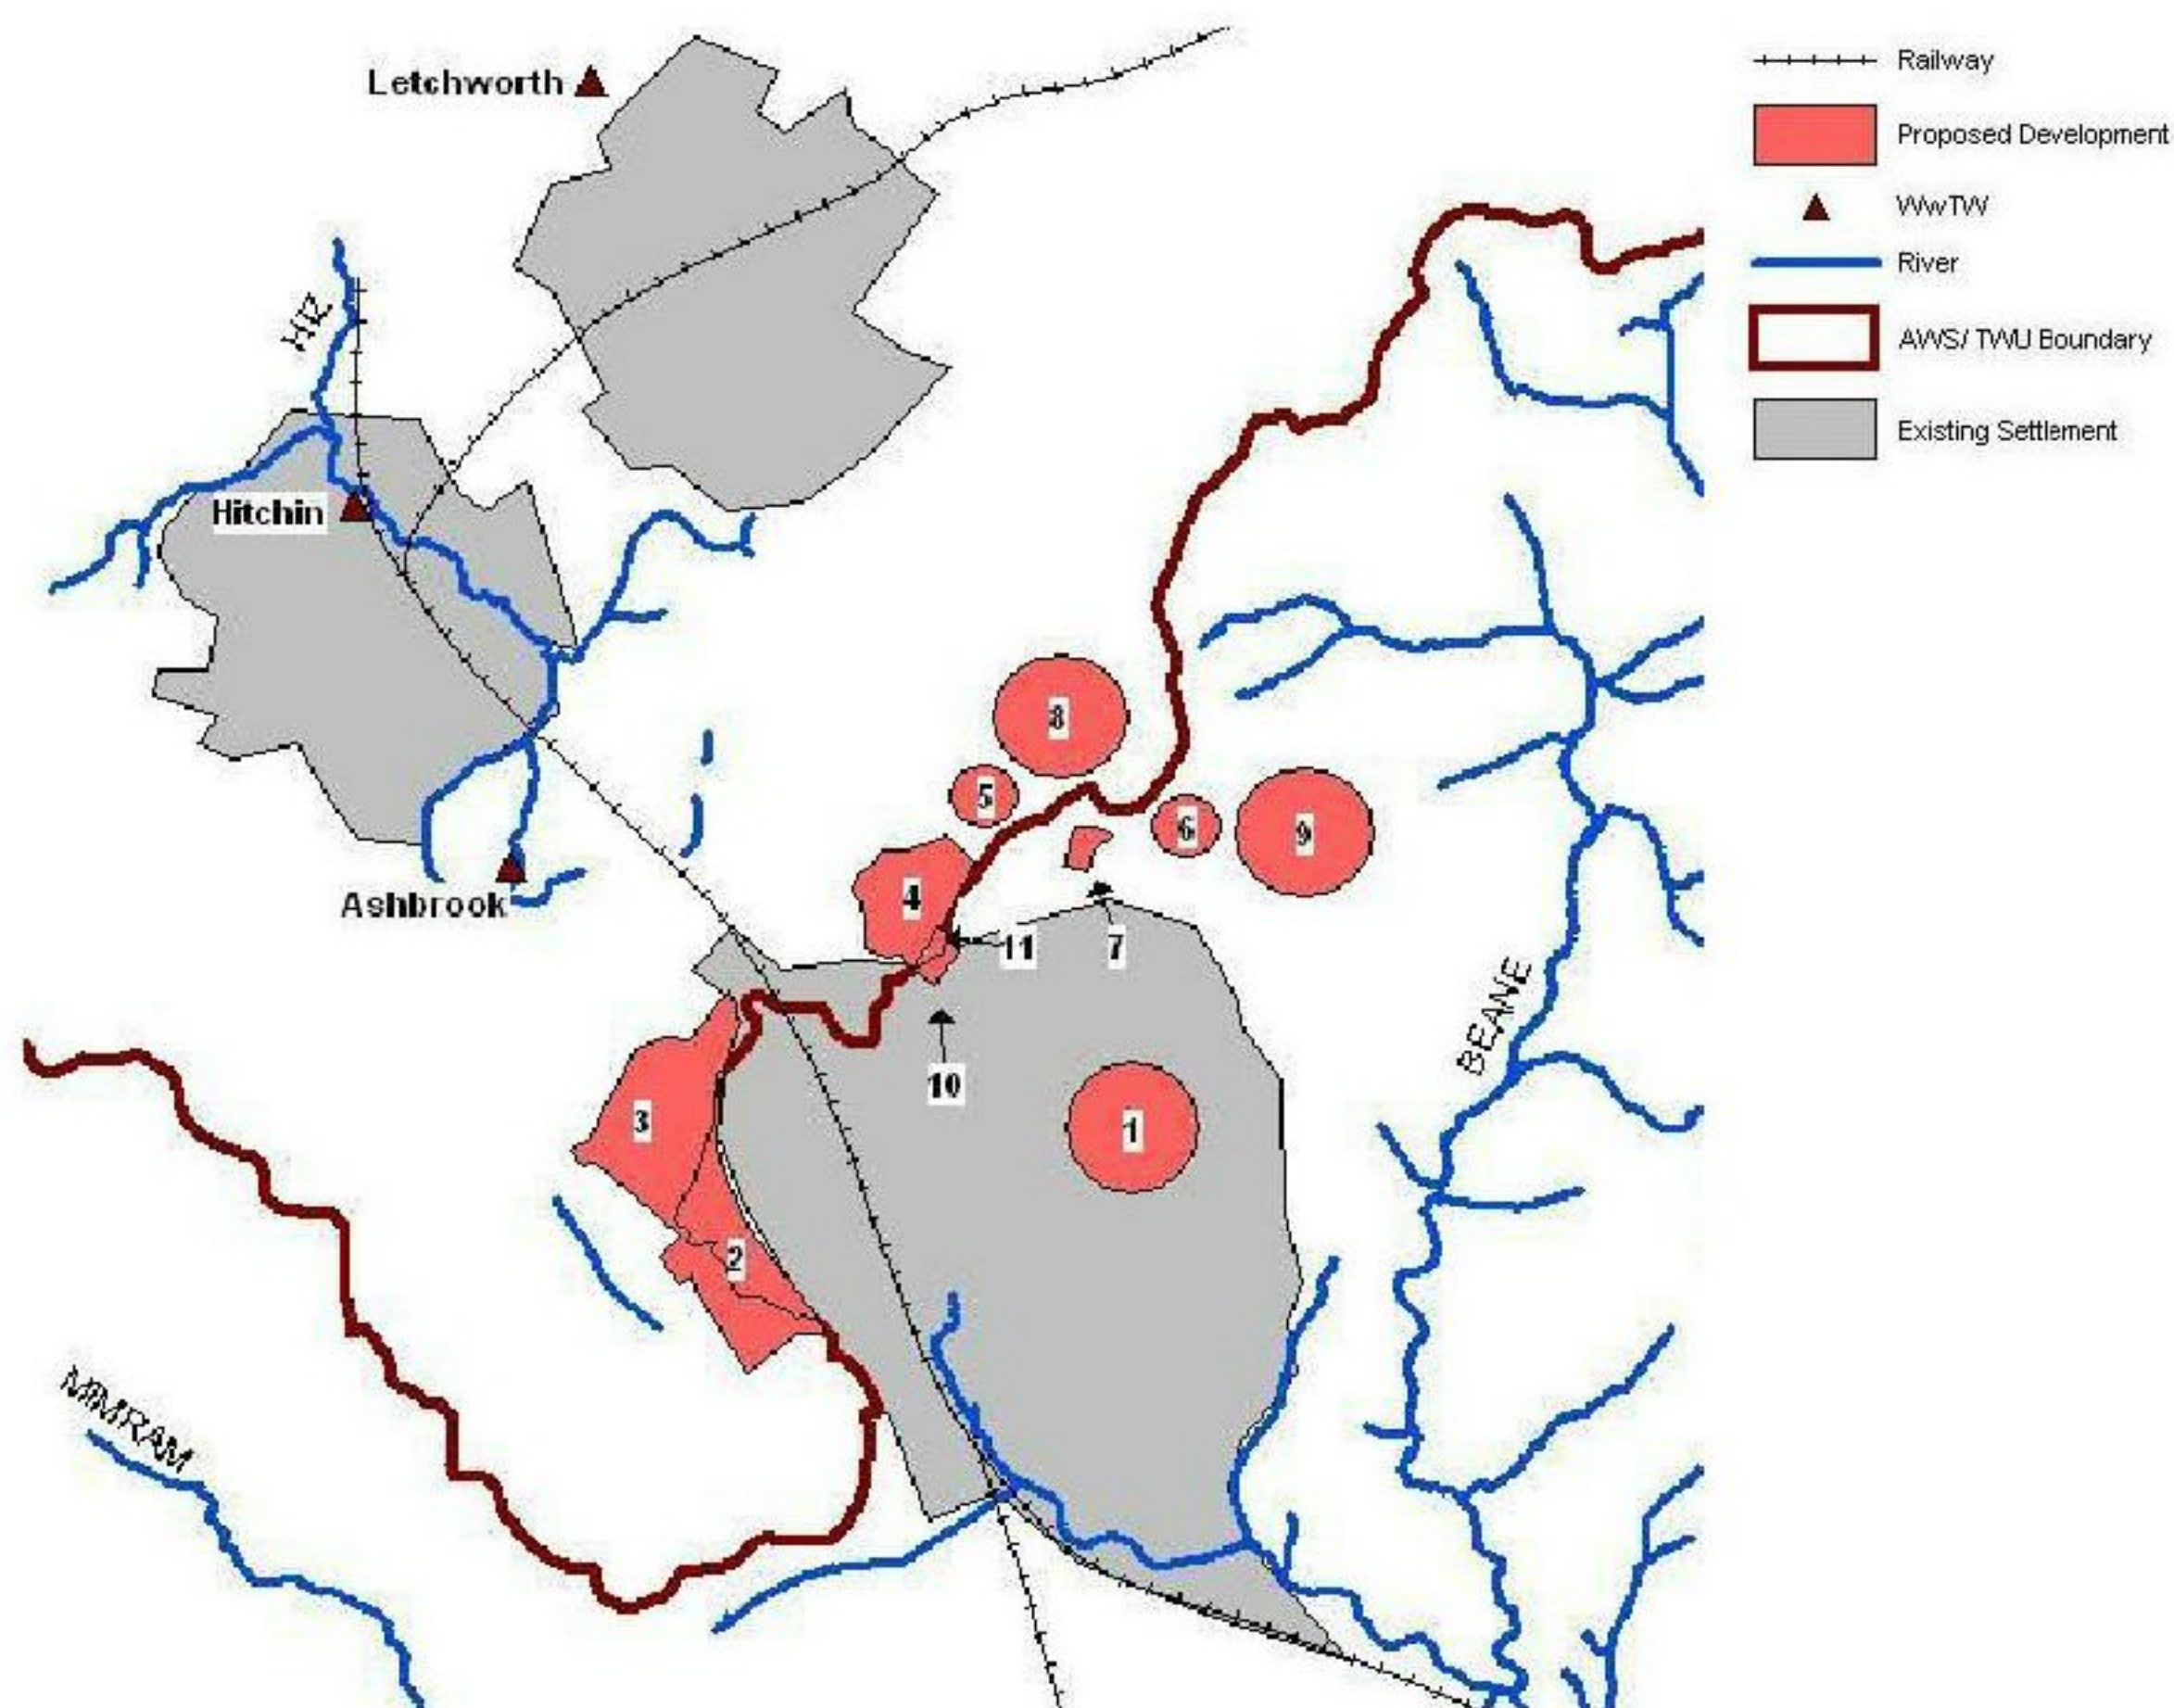 Letchworth
Railway
Proposed Development
WwTW
River
AWS/ TWU Boundary
Existing Settlement
HIZ
Hitchin
8
5
6
9
Ashbrook
4
11
7
BEANE
10
3
1
2
MIMRAM